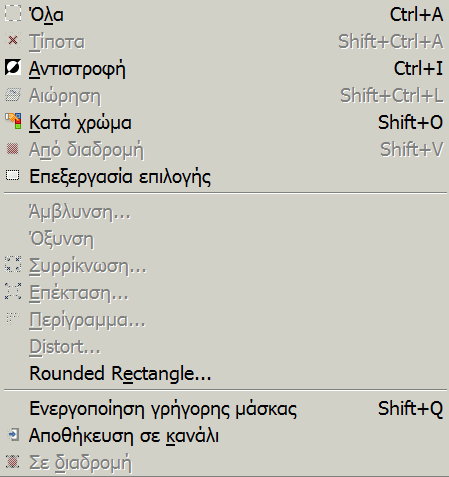 Όλα Ctrl+A
Τίποτα Shift+Ctrl+A
Αντιστροφή Ctrl+I
Αιώρηση Shift+Ctrl+L
Κατά χρώμα Shift+O
Από διαδρομή Shift+V
Επεξεργασία επιλογής
Άμβλυνση...
Όξυνση
Συρρίκνωση...
Επέκταση...
Περίγραμμα...
Distort...
Rounded Rectangle...
Ενεργοποίηση γρήγορης μάσκας Shift+Q
Αποθήκευση σε κανάλι
Σε διαδρομή